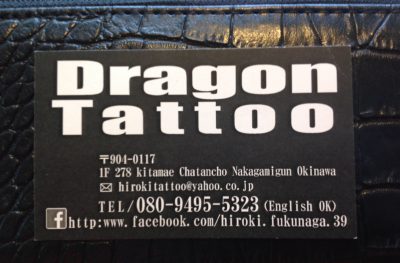 Dragon
Tattoo
〒904-0117
1F 278 kitamae Chatancho Nakagamigun Okinawa
✉ hirokitattoo@yahoo.co.jp
TEL/080-9495-5323 (English OK)
f http:www.facebook.com/hiroki.fukunaga.39